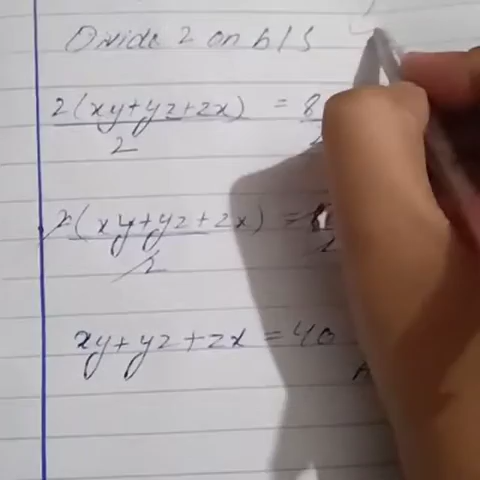 Divide 2 on b/s
2(xy+yz+zx) = 8
2
2(xy+yz+zx) =
2
xy+yz+zx = 40
A